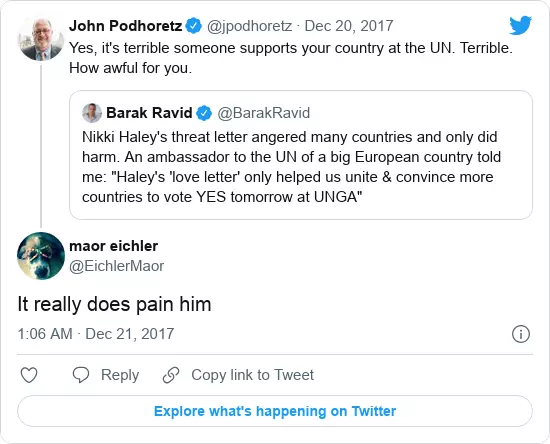 John Podhoretz @jpodhoretz · Dec 20, 2017
Yes, it's terrible someone supports your country at the UN. Terrible.
How awful for you.
Barak Ravid @BarakRavid
Nikki Haley's threat letter angered many countries and only did
harm. An ambassador to the UN of a big European country told
me: "Haley's 'love letter' only helped us unite & convince more
countries to vote YES tomorrow at UNGA"
maor eichler
@EichlerMaor
It really does pain him
1:06 AM · Dec 21, 2017
Reply
Copy link to Tweet
Explore what's happening on Twitter